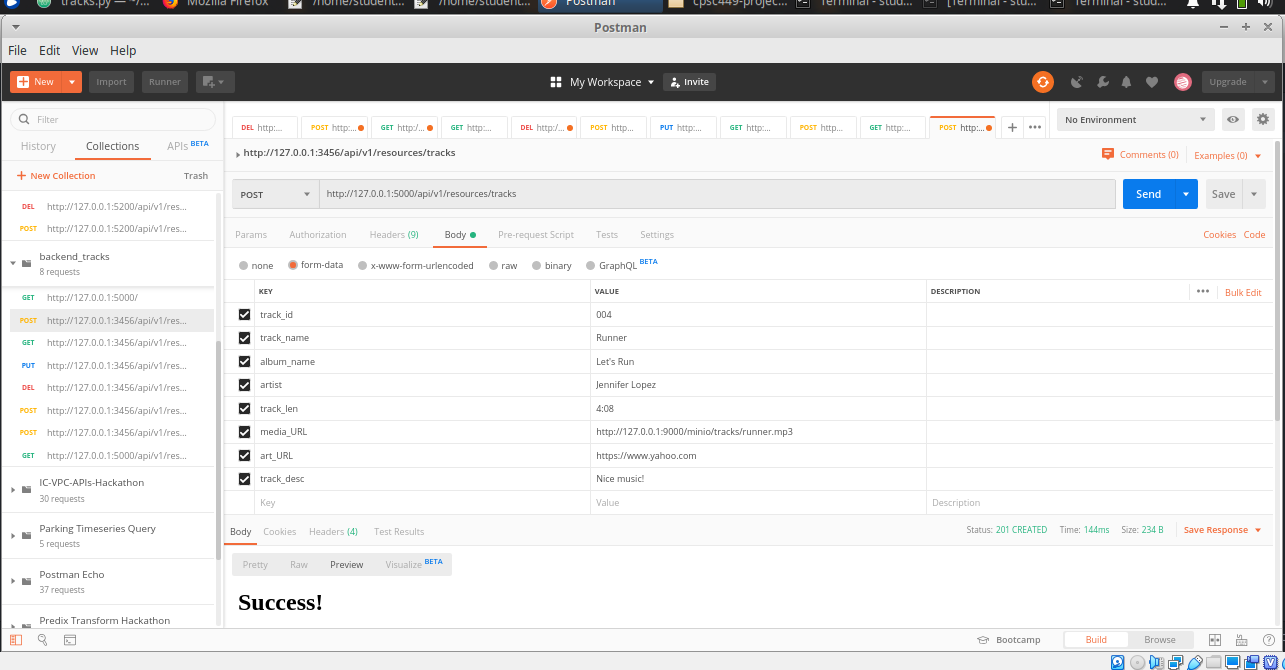 tracks.py — ~/... Mozilla Firefox /home/student... /home/student... Postman cpsc449-projec... Terminal - stud... [Terminal - stud... Terminal - stud...
Postman
File Edit View Help
New Import Runner My Workspace Invite Upgrade
Filter
DEL http:... POST http:... GET http:/... GET http:... DEL http:/... POST http... PUT http:... GET http:... POST http... GET http:... POST http:... No Environment
History Collections APIs BETA
http://127.0.0.1:3456/api/v1/resources/tracks Comments (0) Examples (0)
New Collection Trash
POST http://127.0.0.1:5000/api/v1/resources/tracks Send Save
DEL http://127.0.0.1:5200/api/v1/res...
POST http://127.0.0.1:5200/api/v1/res...
backend_tracks
8 requests
GET http://127.0.0.1:5000/
POST http://127.0.0.1:3456/api/v1/res...
GET http://127.0.0.1:3456/api/v1/res...
PUT http://127.0.0.1:3456/api/v1/res...
DEL http://127.0.0.1:3456/api/v1/res...
POST http://127.0.0.1:3456/api/v1/res...
POST http://127.0.0.1:3456/api/v1/res...
GET http://127.0.0.1:5000/api/v1/res...
IC-VPC-APIs-Hackathon
30 requests
Parking Timeseries Query
5 requests
Postman Echo
37 requests
Predix Transform Hackathon
Params Authorization Headers (9) Body Pre-request Script Tests Settings Cookies Code
none form-data x-www-form-urlencoded raw binary GraphQL BETA
KEY VALUE DESCRIPTION Bulk Edit
track_id 004
track_name Runner
album_name Let's Run
artist Jennifer Lopez
track_len 4:08
media_URL http://127.0.0.1:9000/minio/tracks/runner.mp3
art_URL https://www.yahoo.com
track_desc Nice music!
Key Value Description
Body Cookies Headers (4) Test Results Status: 201 CREATED Time: 144ms Size: 234 B Save Response
Pretty Raw Preview Visualize BETA
Success!
Bootcamp Build Browse